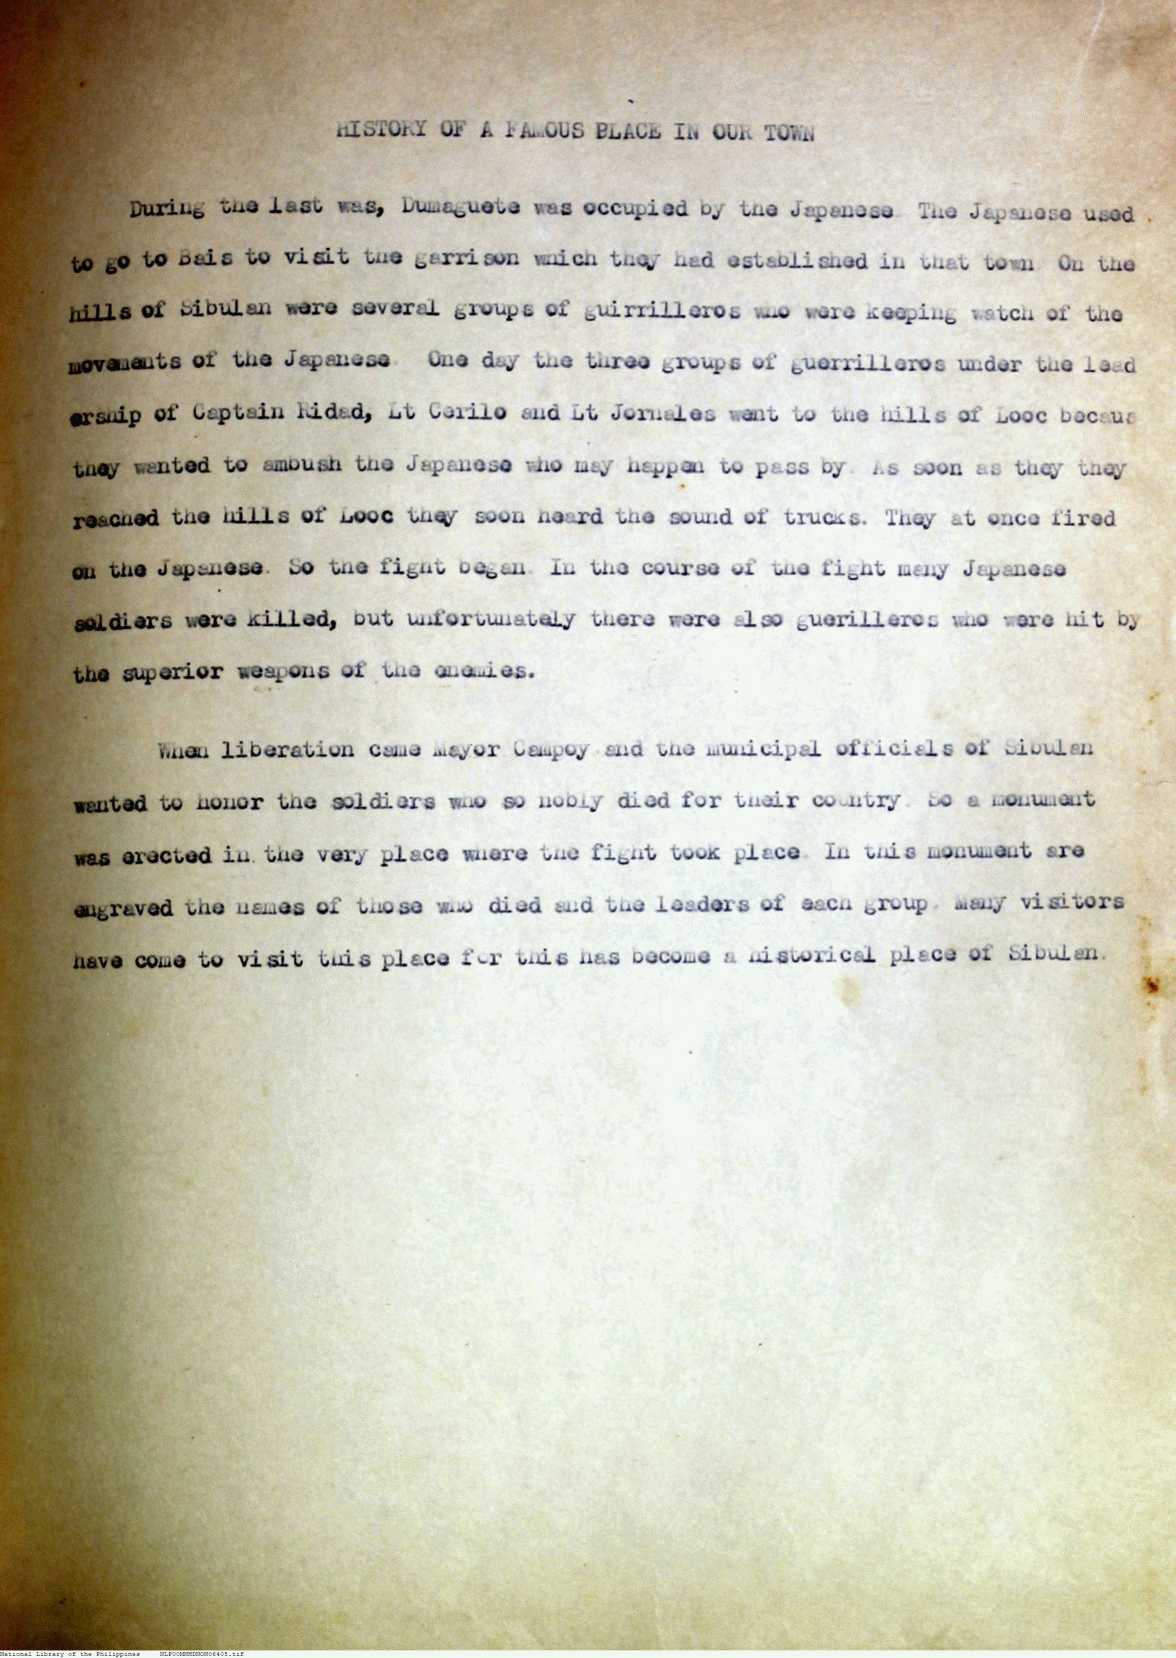 HISTORY OF A FAMOUS BLACE IN OUR TOWN
During the last was, Dumaguete was occupied by the Japanese. The Japanese used
to go to Bais to visit the garrison which they had established in that town. On the
hills of Sibulan were several groups of guirrilleros who were keeping watch of the
movements of the Japanese. One day the three groups of guerrilleros under the lead
ership of Captain Ridad, Lt Cerilo and Lt Jornales went to the hills of Looc becaus
they wanted to ambush the Japanese who may happen to pass by. As soon as they they
reached the hills of Looc they soon heard the sound of trucks. They at once fired
on the Japanese. So the fight began. In the course of the fight many Japanese
soldiers were killed, but unfortunately there were also guerilleros who were hit by
the superior weapons of the enemies.
When liberation came Mayor Campoy and the municipal officials of Sibulan
wanted to honor the soldiers who so nobly died for their country. So a monument
was erected in the very place where the fight took place. In this monument are
engraved the names of those who died and the leaders of each group. Many visitors
have come to visit this place for this has become a historical place of Sibulan.
National Library of the Philippines